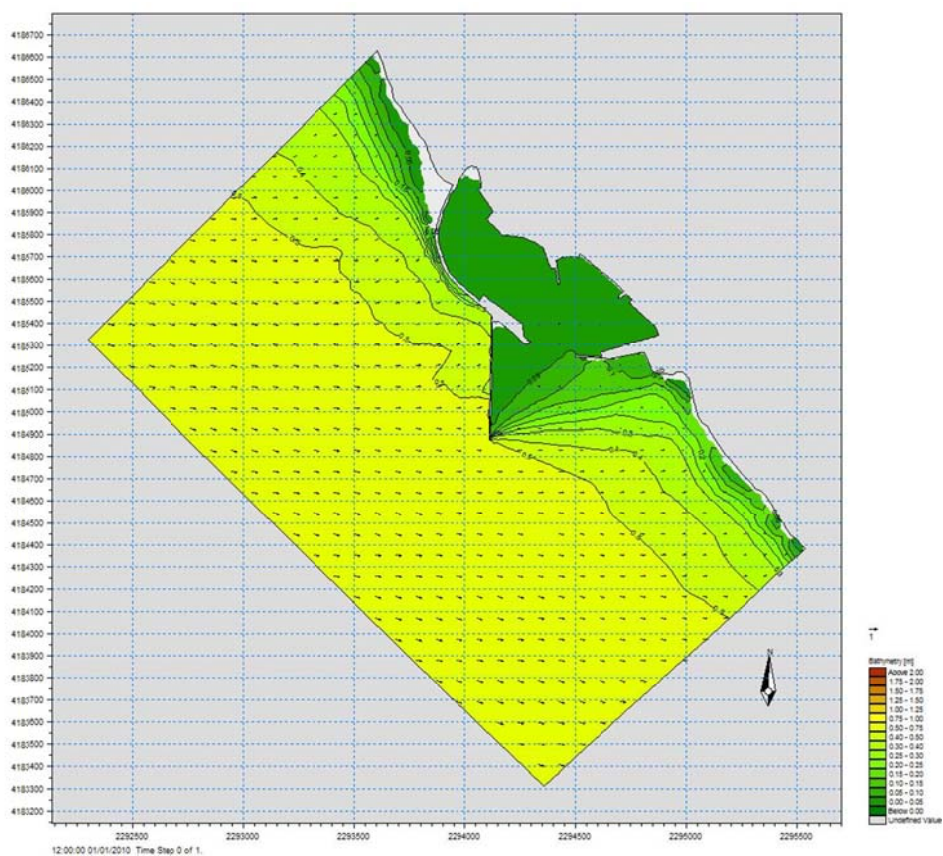 4186700
4186600
4186500
4186400
4186300
4186200
4186100
4186000
4185900
4185800
4185700
4185600
4185500
4185400
4185300
4185200
4185100
4185000
4184900
4184800
4184700
4184600
4184500
4184400
4184300
4184200
4184100
4184000
4183900
4183800
4183700
4183600
4183500
4183400
4183300
4183200
2292500 2293000 2293500 2294000 2294500 2295000 2295500
12:00:00 01/01/2010 Time Step 0 of 1.
1
N
Bathymetry [m]
Above 2.00
1.75 - 2.00
1.50 - 1.75
1.25 - 1.50
1.00 - 1.25
0.75 - 1.00
0.50 - 0.75
0.40 - 0.50
0.30 - 0.40
0.25 - 0.30
0.20 - 0.25
0.15 - 0.20
0.10 - 0.15
0.05 - 0.10
0.00 - 0.05
Below 0.00
Undefined Value